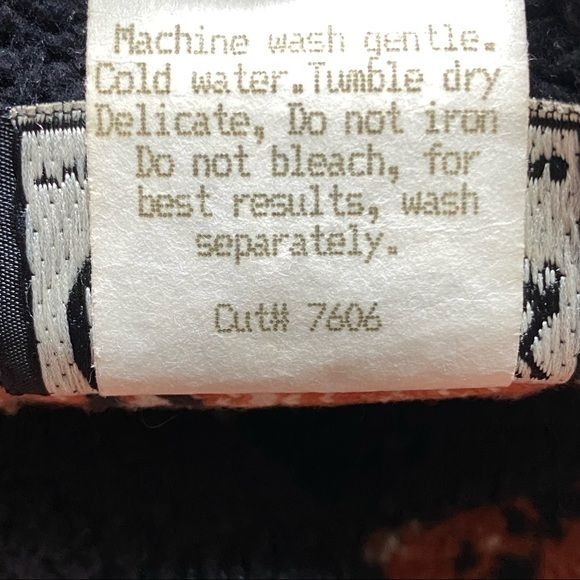 Machine wash gentle.
Cold water.Tumble dry
Delicate, Do not iron
Do not bleach, for
best results, wash
separately.
Cut# 7606